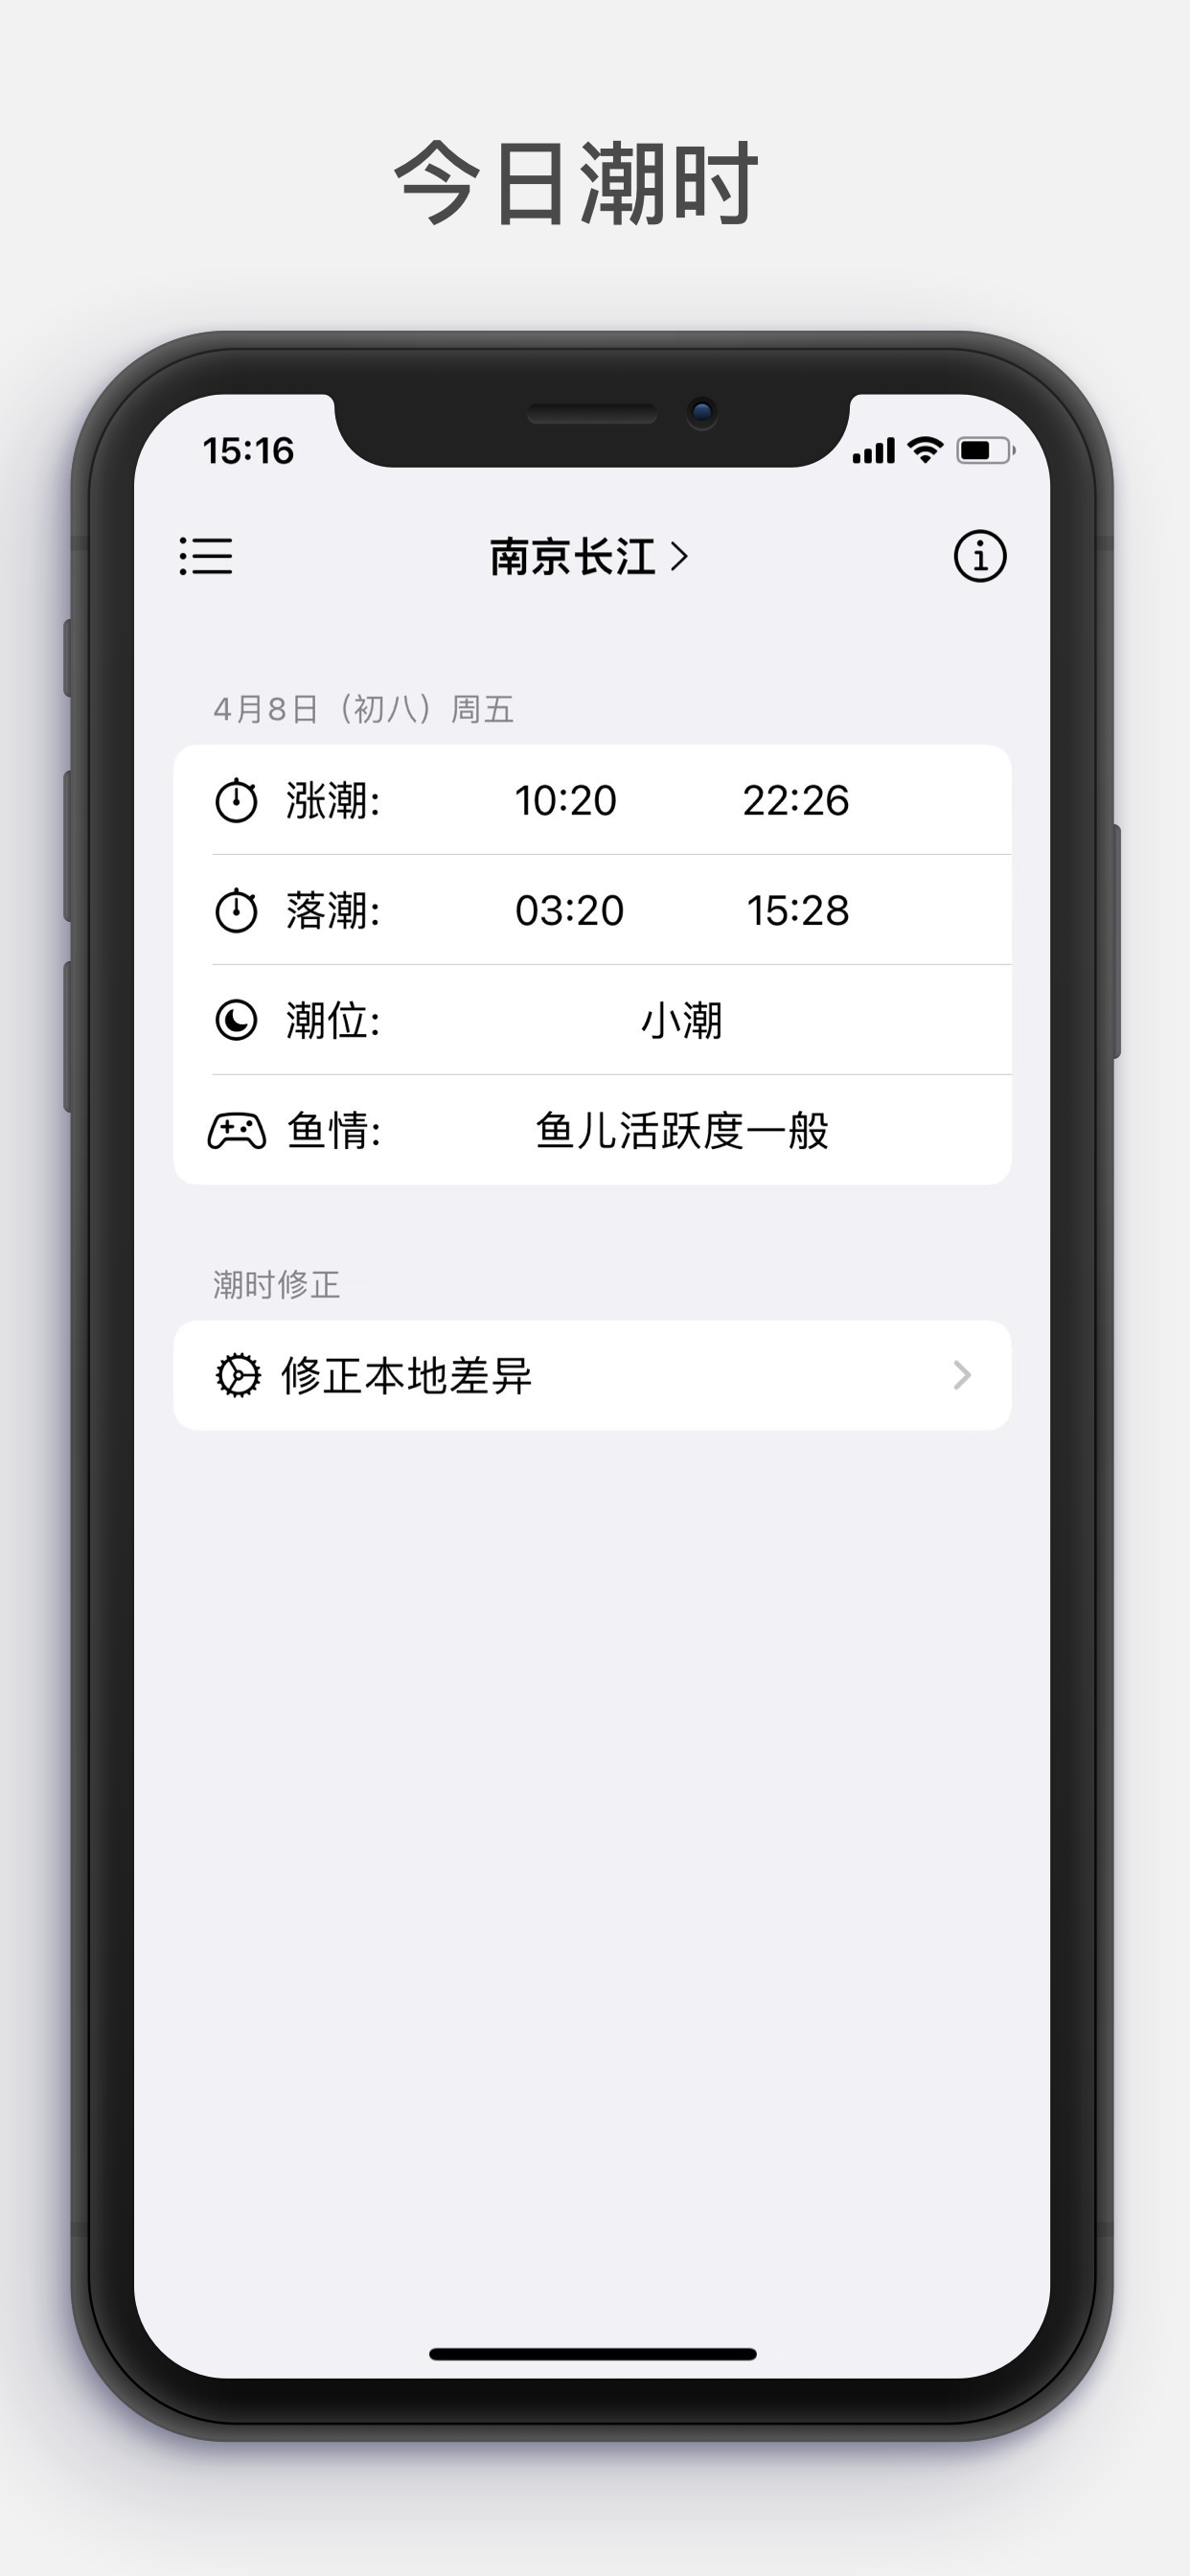 今日潮时
15:16
南京长江
4月8日（初八）周五
涨潮: 10:20 22:26
落潮: 03:20 15:28
潮位: 小潮
鱼情: 鱼儿活跃度一般
潮时修正
修正本地差异